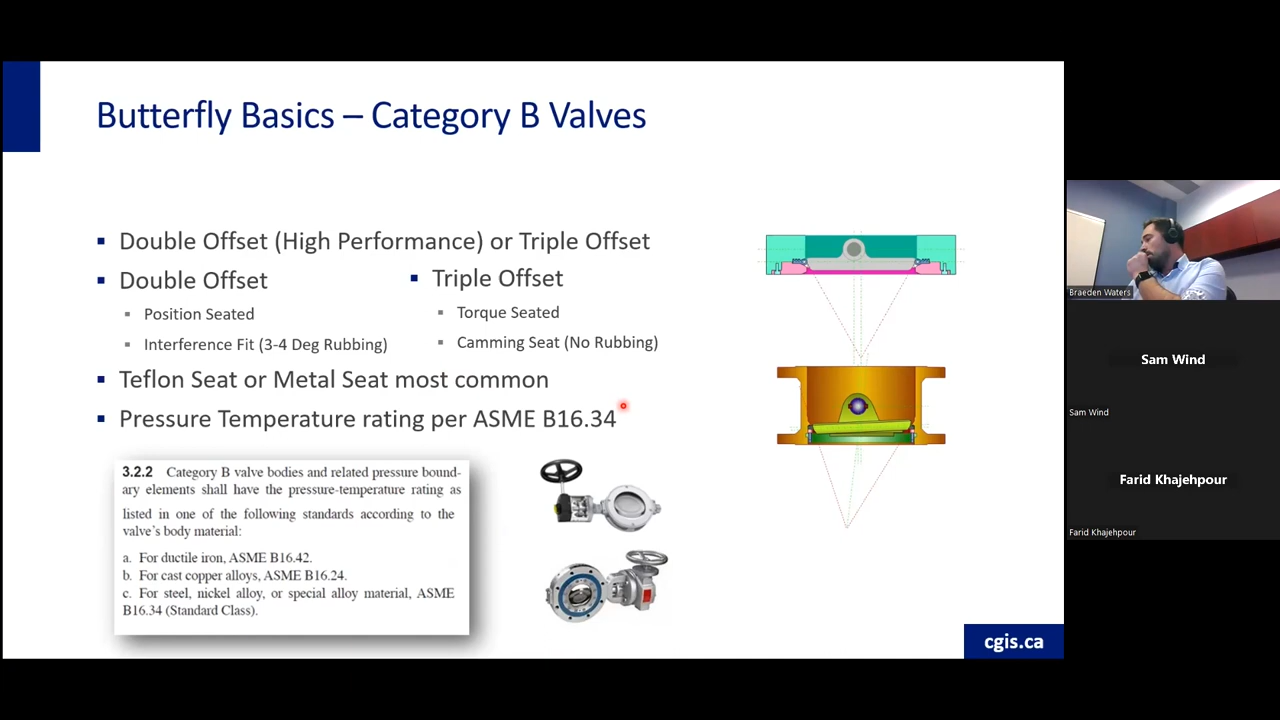 Butterfly Basics – Category B Valves
Double Offset (High Performance) or Triple Offset
Double Offset
Position Seated
Interference Fit (3-4 Deg Rubbing)
Triple Offset
Torque Seated
Camming Seat (No Rubbing)
Teflon Seat or Metal Seat most common
Pressure Temperature rating per ASME B16.34
3.2.2 Category B valve bodies and related pressure bound-
ary elements shall have the pressure-temperature rating as
listed in one of the following standards according to the
valve's body material:
a. For ductile iron, ASME B16.42.
b. For cast copper alloys, ASME B16.24.
c. For steel, nickel alloy, or special alloy material, ASME
B16.34 (Standard Class).
cgis.ca
Braeden Waters
Sam Wind
Sam Wind
Farid Khajehpour
Farid Khajehpour